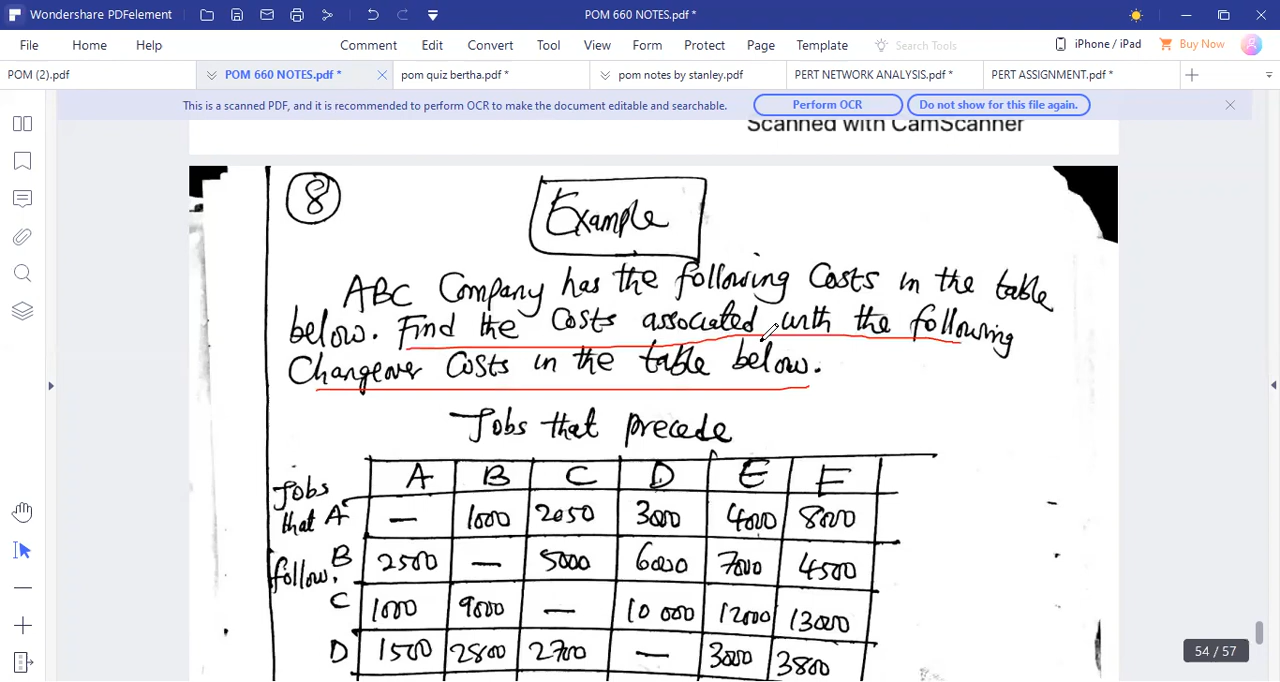 Wondershare PDFelement
POM 660 NOTES.pdf *
File Home Help Comment Edit Convert Tool View Form Protect Page Template Search Tools iPhone / iPad Buy Now
POM (2).pdf POM 660 NOTES.pdf * pom quiz bertha.pdf * pom notes by stanley.pdf PERT NETWORK ANALYSIS.pdf * PERT ASSIGNMENT.pdf *
This is a scanned PDF, and it is recommended to perform OCR to make the document editable and searchable. Perform OCR Do not show for this file again.
Scanned with CamScanner
8
Example
ABC Company has the following Costs in the table
below. Find the Costs associated with the following
Changeover Costs in the table below.
Jobs that precede
A B C D E F
Jobs that follow.
A — 1000 2050 3000 4000 8000
B 2500 — 5000 6000 7000 4500
C 1000 9000 — 10 000 12000 13000
D 1500 2800 2700 — 3000 3800
54 / 57